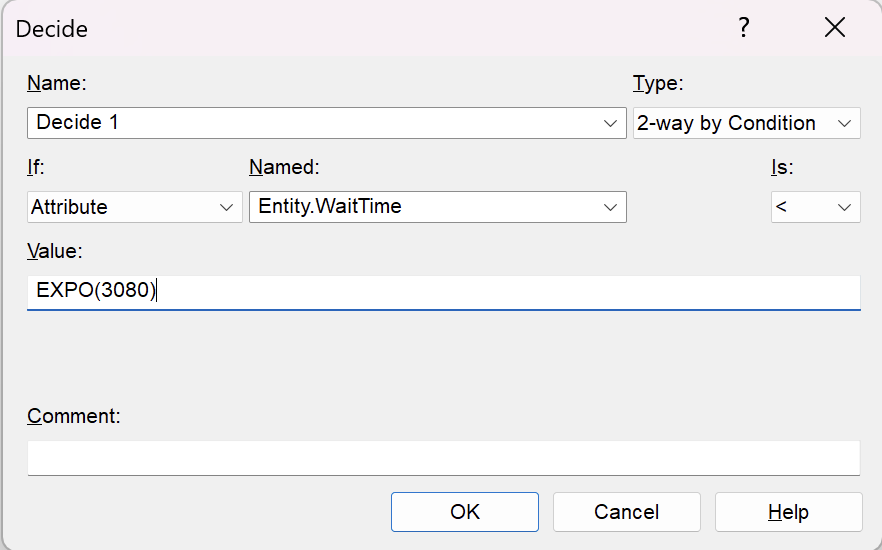 Decide ?
Name: Type:
Decide 1 2-way by Condition
If: Named: Is:
Attribute Entity.WaitTime <
Value:
EXPO(3080)
Comment:
OK Cancel Help